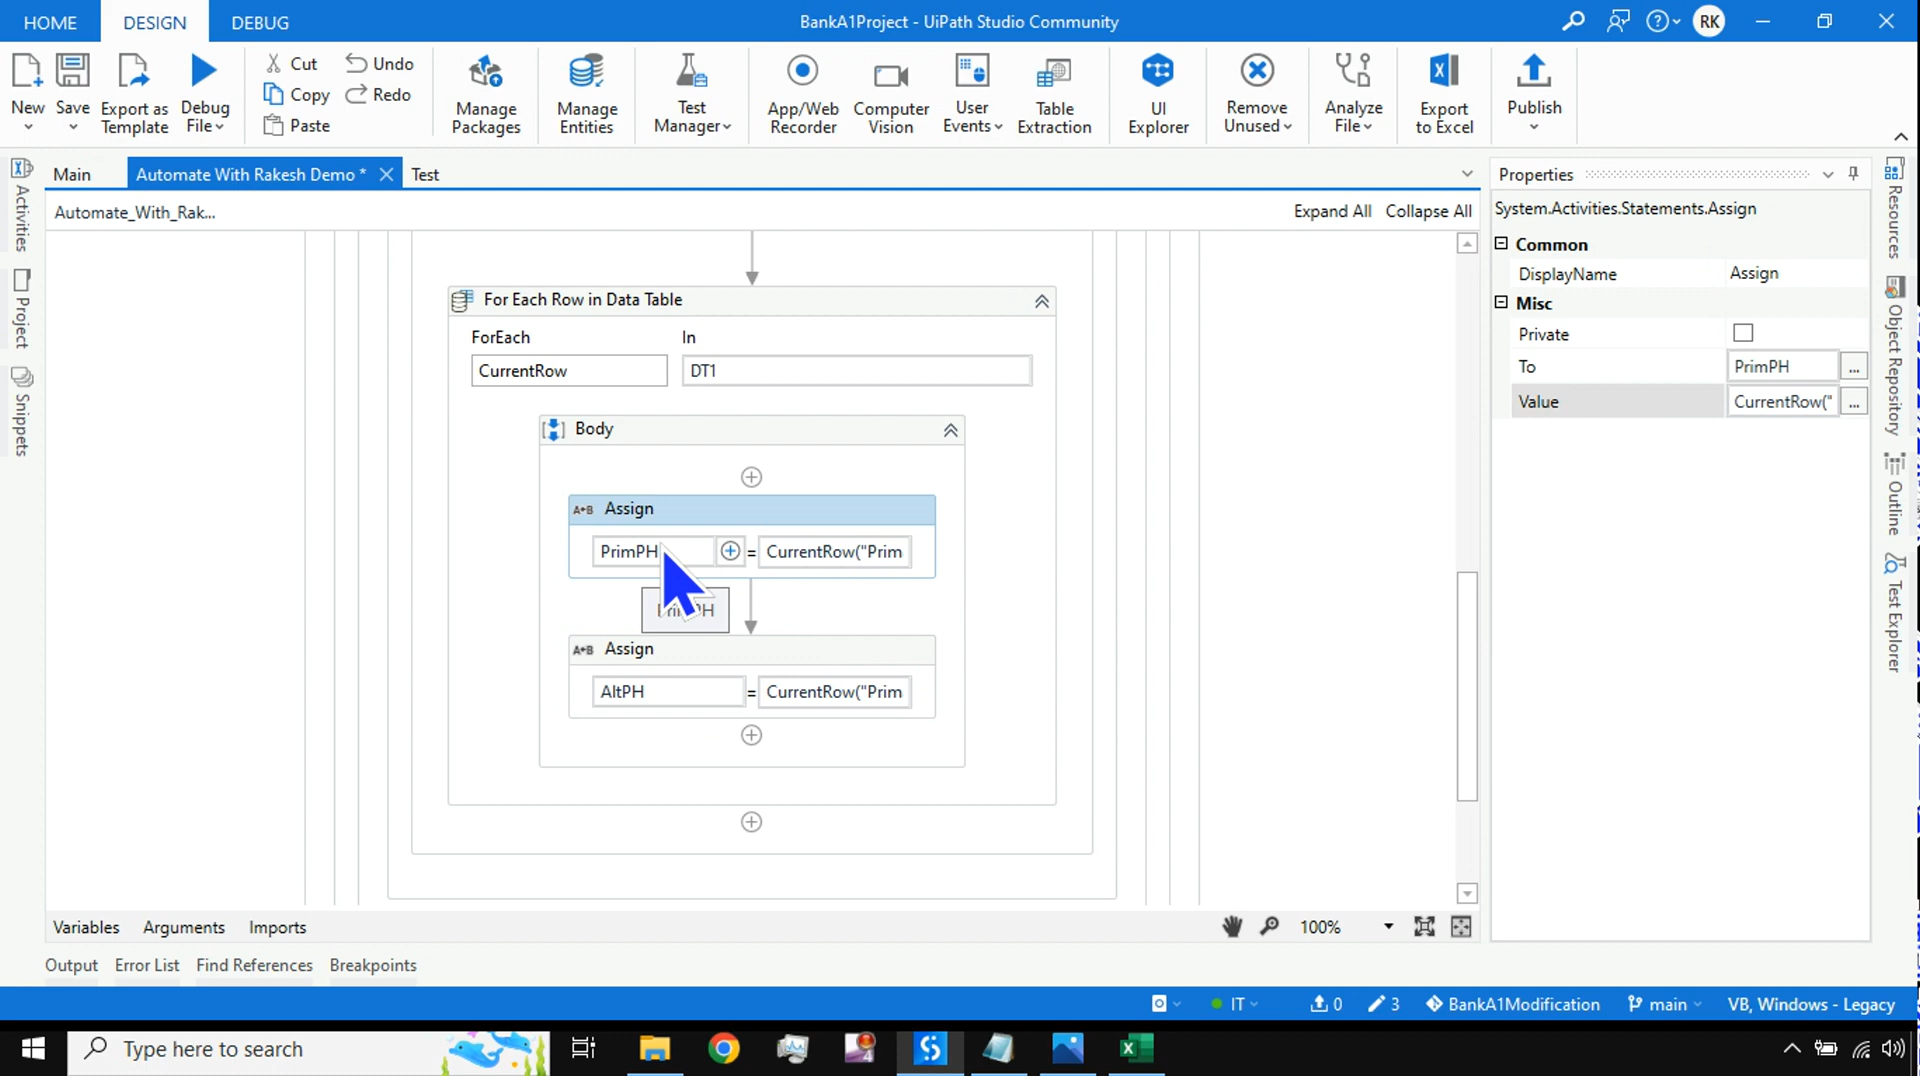 HOME DESIGN DEBUG BankA1Project - UiPath Studio Community RK
New Save Export as Template Debug File Cut Copy Paste Undo Redo Manage Packages Manage Entities Test Manager App/Web Recorder Computer Vision User Events Table Extraction UI Explorer Remove Unused Analyze File Export to Excel Publish
Main Automate With Rakesh Demo * Test
Automate_With_Rak... Expand All Collapse All
Activities
Project
Snippets
For Each Row in Data Table
ForEach In
CurrentRow DT1
Body
Assign
PrimPH = CurrentRow("Prim
PrimPH
Assign
AltPH = CurrentRow("Prim
Properties
System.Activities.Statements.Assign
Common
DisplayName Assign
Misc
Private
To PrimPH ...
Value CurrentRow(" ...
Resources
Object Repository
Outline
Test Explorer
Variables Arguments Imports 100%
Output Error List Find References Breakpoints
IT 0 3 BankA1Modification main VB, Windows - Legacy
Type here to search